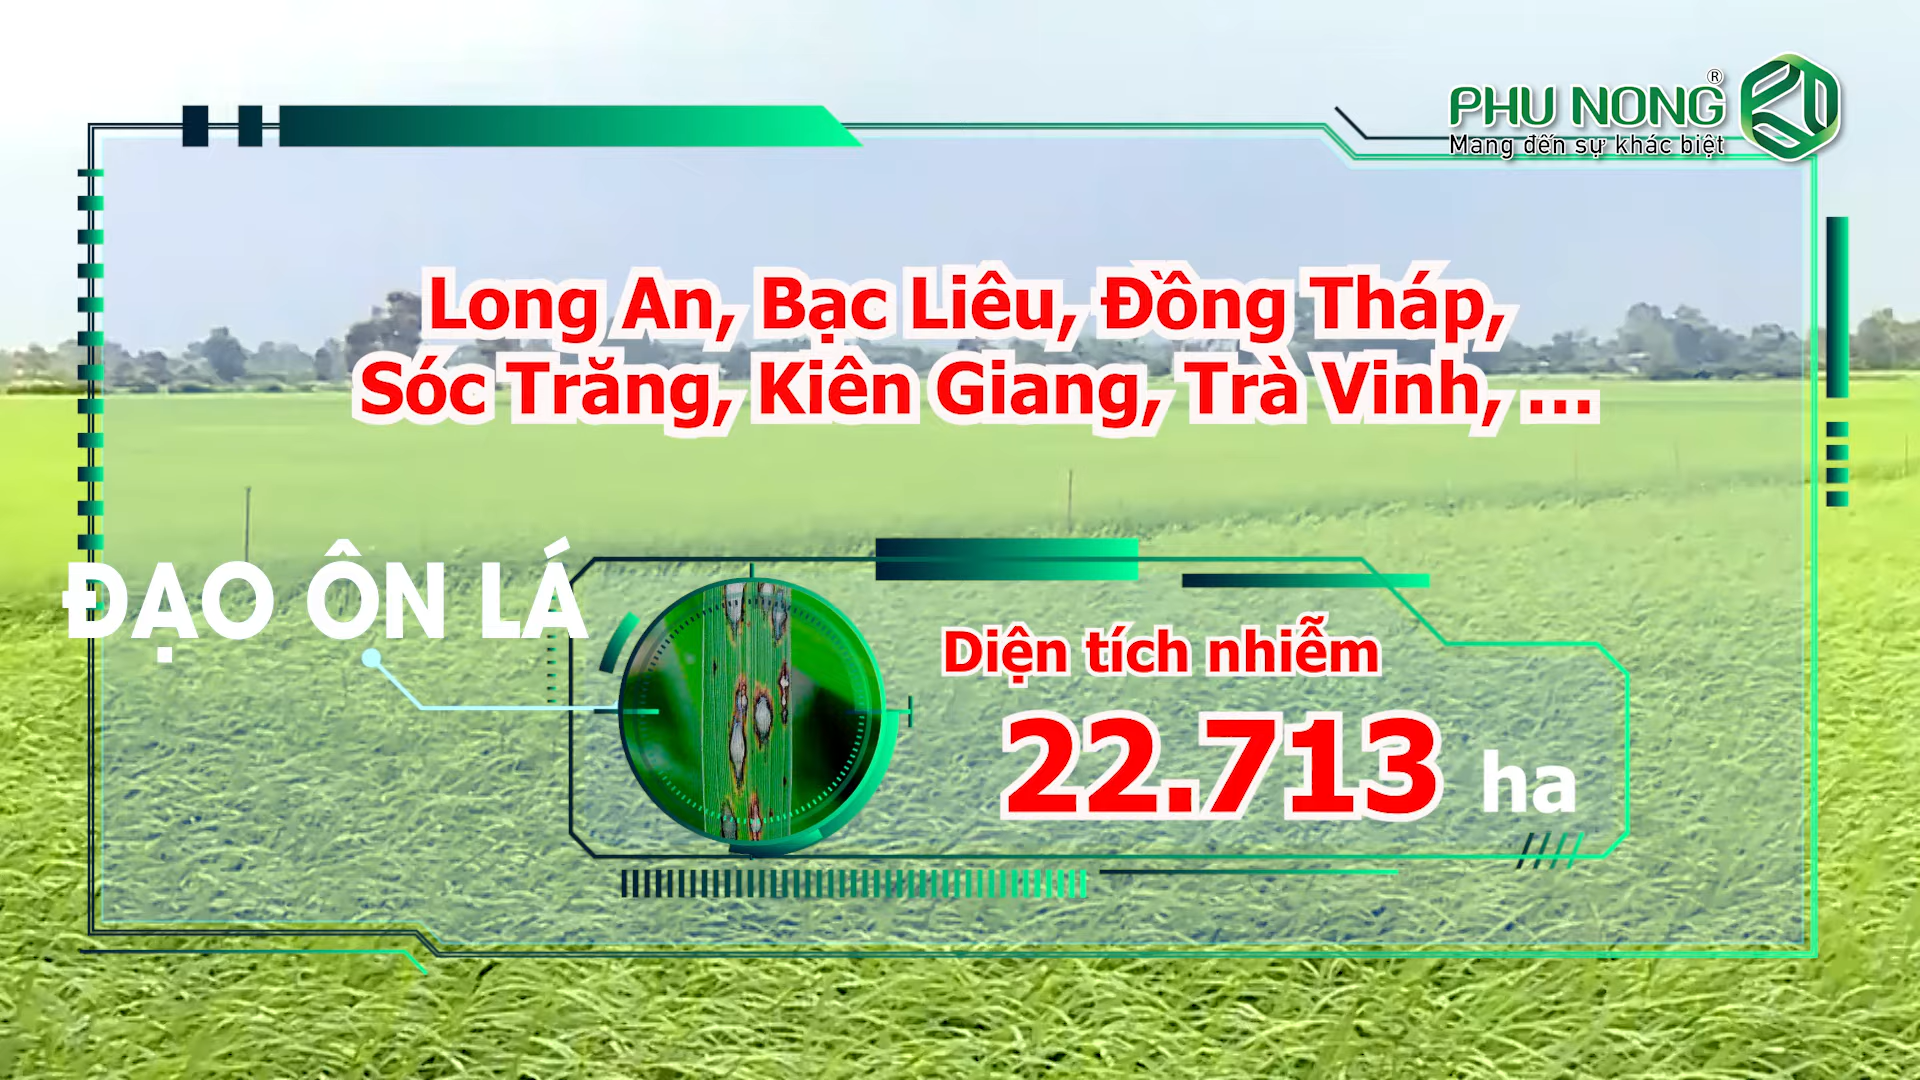 PHU NONG®
Mang đến sự khác biệt
Long An, Bạc Liêu, Đồng Tháp,
Sóc Trăng, Kiên Giang, Trà Vinh, ...
ĐẠO ÔN LÁ
Diện tích nhiễm
22.713 ha